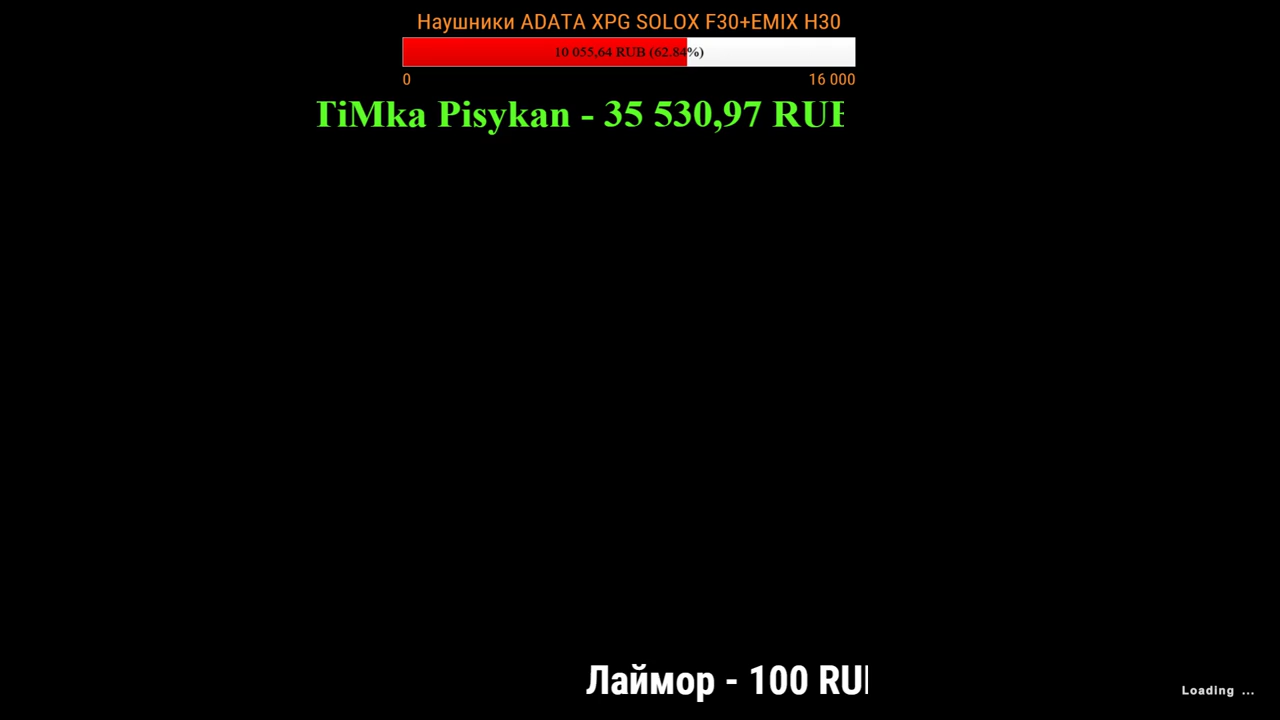 Наушники ADATA XPG SOLOX F30+EMIX H30
10 055,64 RUB (62.84%)
0 16 000
TiMka Pisykan - 35 530,97 RUB
Лаймор - 100 RUB
Loading ...